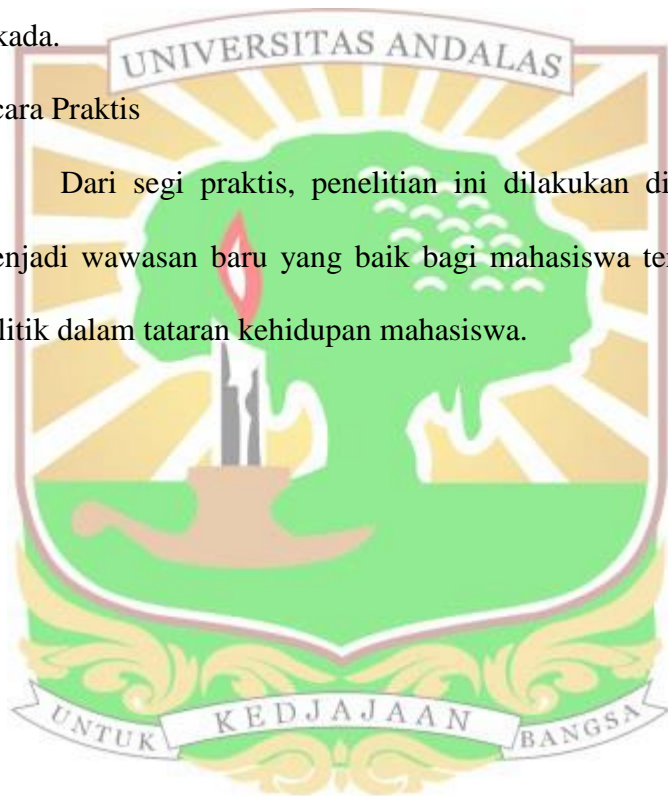 kada.
UNIVERSITAS ANDALAS
cara Praktis
Dari segi praktis, penelitian ini dilakukan di
enjadi wawasan baru yang baik bagi mahasiswa te
litik dalam tataran kehidupan mahasiswa.
UNTUK KEDJAJAAN BANGSA